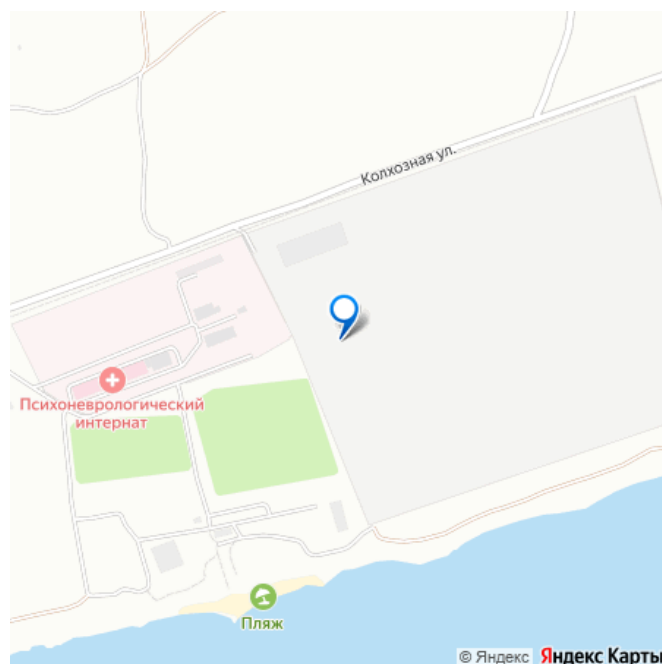 Колхозная ул.
Психоневрологический
интернат
Пляж
© Яндекс Яндекс Карты